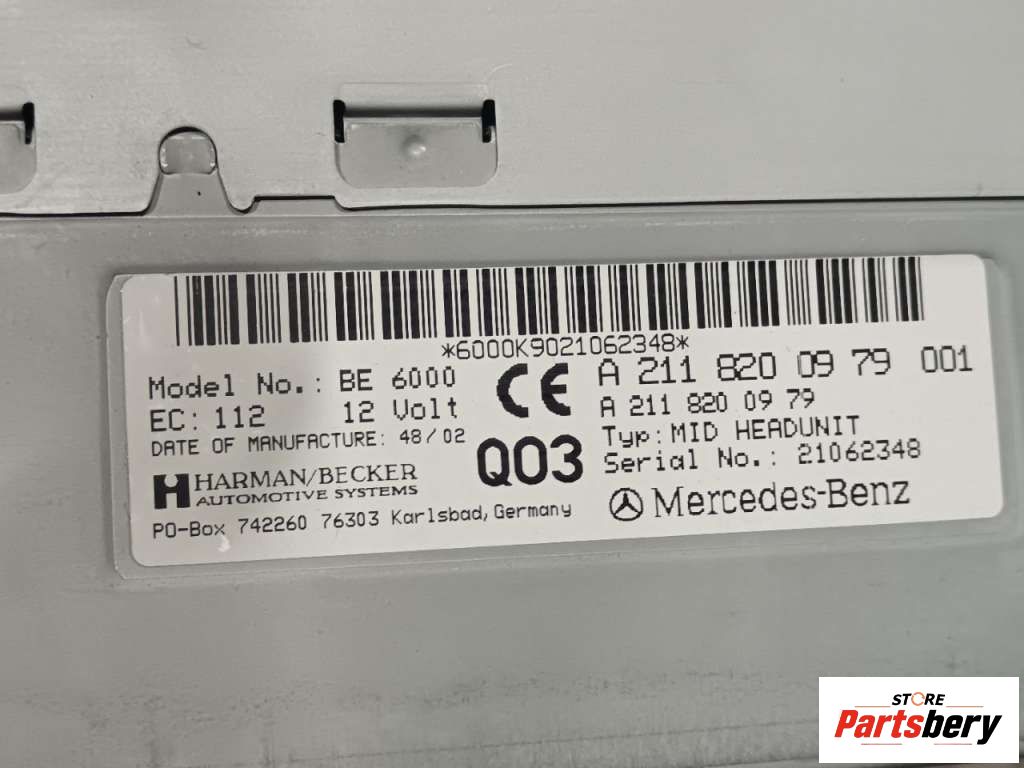 *6000K9021062348*
Model No.: BE 6000
EC: 112 12 Volt
DATE OF MANUFACTURE: 48/02
HARMAN/BECKER
AUTOMOTIVE SYSTEMS
PO-Box 742260 76303 Karlsbad, Germany
CE
Q03
A 211 820 09 79 001
A 211 820 09 79
Typ: MID HEADUNIT
Serial No.: 21062348
Mercedes-Benz
STORE
Partsbery